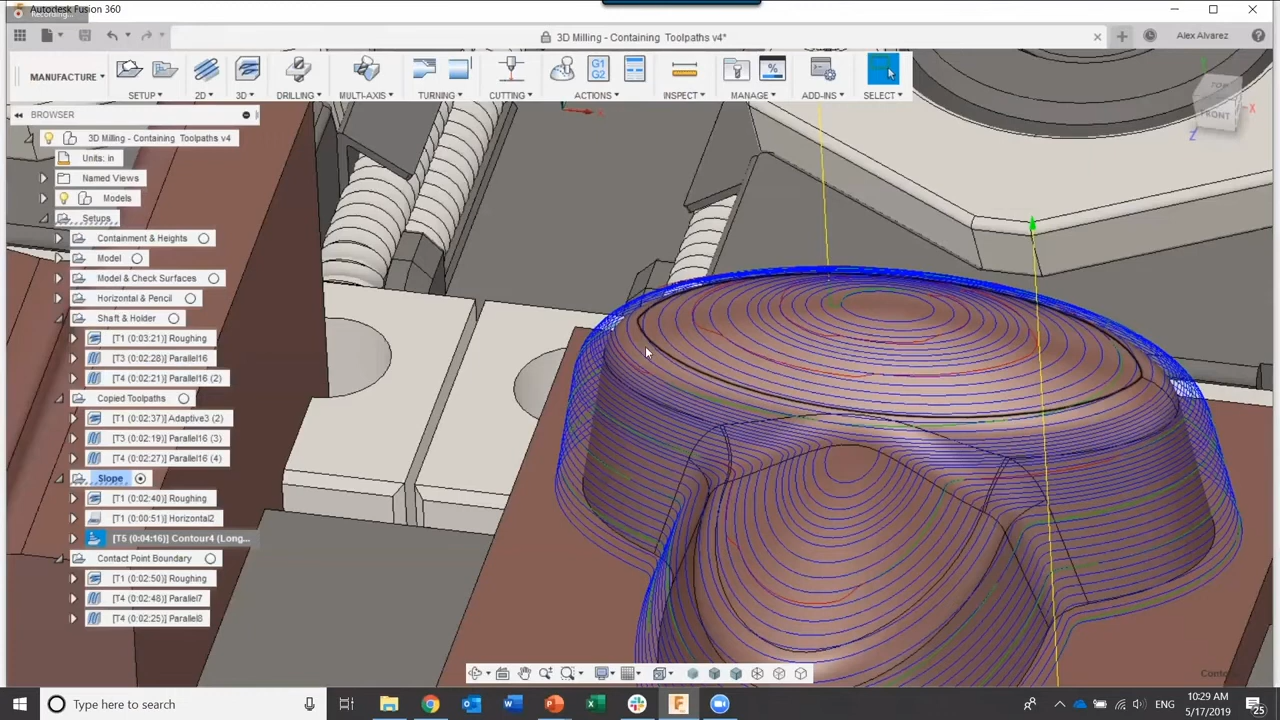 Autodesk Fusion 360
Recording...
3D Milling - Containing Toolpaths v4*
Alex Alvarez
MANUFACTURE
SETUP
2D
3D
DRILLING
MULTI-AXIS
TURNING
CUTTING
G1
G2
ACTIONS
INSPECT
%
MANAGE
ADD-INS
SELECT
BROWSER
3D Milling - Containing Toolpaths v4
Units: in
Named Views
Models
Setups
Containment & Heights
Model
Model & Check Surfaces
Horizontal & Pencil
Shaft & Holder
[T1 (0:03:21)] Roughing
[T3 (0:02:28)] Parallel16
[T4 (0:02:21)] Parallel16 (2)
Copied Toolpaths
[T1 (0:02:37)] Adaptive3 (2)
[T3 (0:02:19)] Parallel16 (3)
[T4 (0:02:27)] Parallel16 (4)
Slope
[T1 (0:02:40)] Roughing
[T1 (0:00:51)] Horizontal2
[T5 (0:04:16)] Contour4 (Long...
Contact Point Boundary
[T1 (0:02:50)] Roughing
[T4 (0:02:48)] Parallel7
[T4 (0:02:25)] Parallel8
TOP
FRONT
X
Y
Z
Type here to search
ENG
10:29 AM
5/17/2019
25